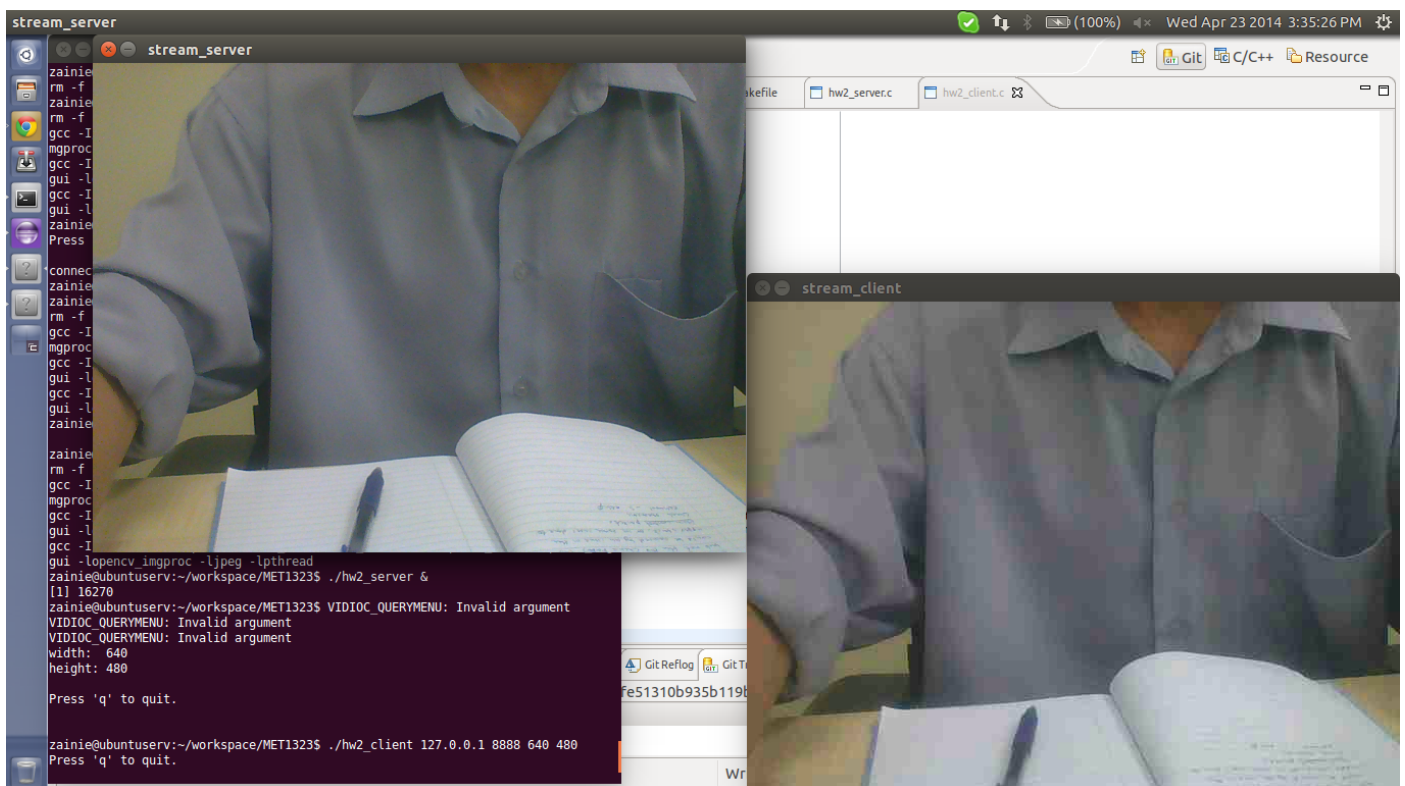 stream_server
(100%) Wed Apr 23 2014 3:35:26 PM
stream_server
Git C/C++ Resource
akefile hw2_server.c hw2_client.c
zainie
rm -f
zainie
rm -f
gcc -I
mgproc
gcc -I
gui -l
gcc -I
gui -l
zainie
Press
connec
zainie
zainie
rm -f
gcc -I
mgproc
gcc -I
gui -l
gcc -I
gui -l
zainie
zainie
rm -f
gcc -I
mgproc
gcc -I
gui -l
gcc -I
gui -lopencv_imgproc -ljpeg -lpthread
zainie@ubuntuserv:~/workspace/MET1323$ ./hw2_server &
[1] 16270
zainie@ubuntuserv:~/workspace/MET1323$ VIDIOC_QUERYMENU: Invalid argument
VIDIOC_QUERYMENU: Invalid argument
VIDIOC_QUERYMENU: Invalid argument
width: 640
height: 480
Press 'q' to quit.
zainie@ubuntuserv:~/workspace/MET1323$ ./hw2_client 127.0.0.1 8888 640 480
Press 'q' to quit.
stream_client
Git Reflog Git T
fe51310b935b119b
Wr